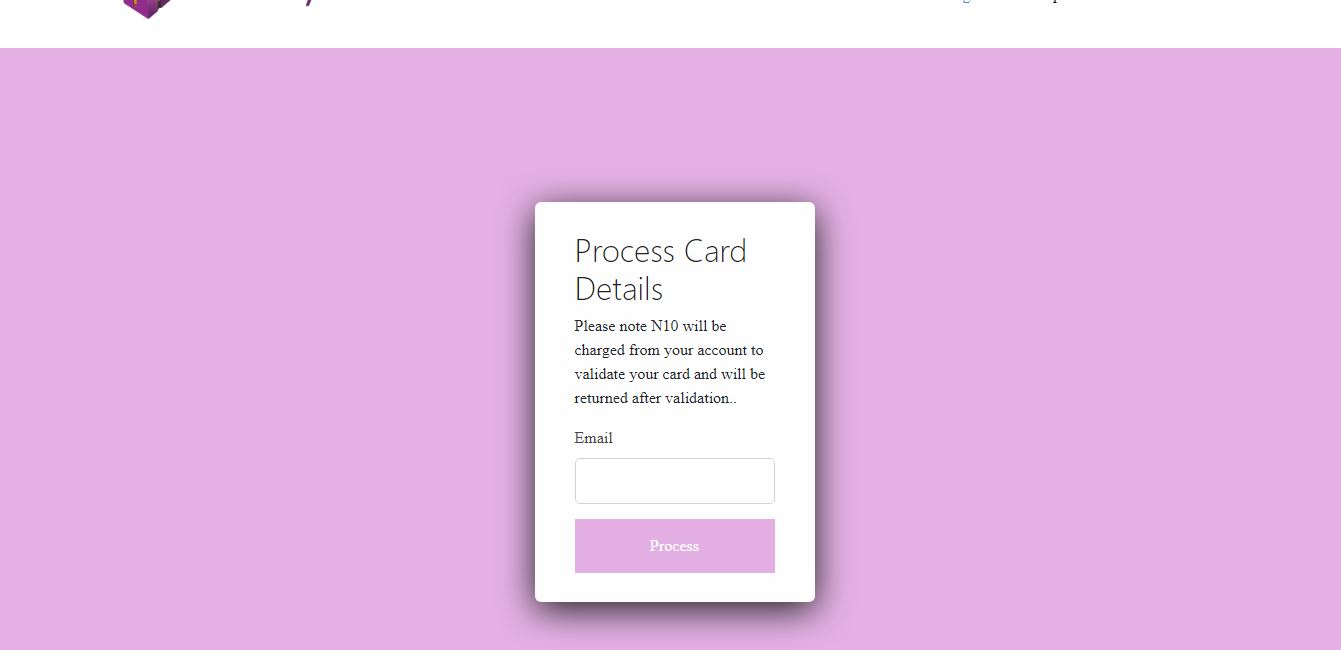 Process Card
Details
Please note N10 will be
charged from your account to
validate your card and will be
returned after validation..
Email
Process